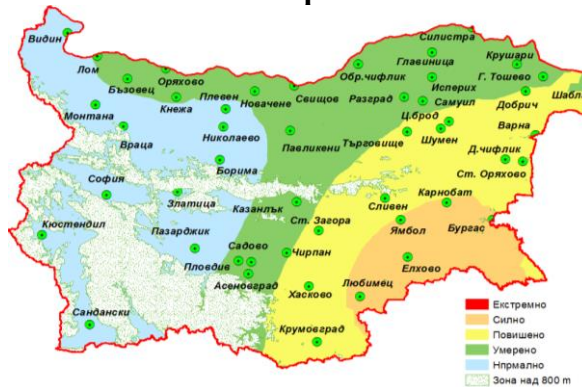 Видин
Лом
Бъзовец
Оряхово
Кнежа
Плевен
Новачене
Свищов
Монтана
Враца
Николаево
Борима
Павликени
Обр.чифлик
Разград
Силистра
Главиница
Исперих
Самуил
Ц.брод
Търговище
Шумен
Крушари
Г. Тошево
Добрич
Шабла
Варна
Д.чифлик
Ст. Оряхово
Карнобат
София
Златица
Кюстендил
Пазарджик
Казанлък
Ст. Загора
Сливен
Ямбол
Бургас
Садово
Пловдив
Асеновград
Чирпан
Хасково
Любимец
Елхово
Сандански
Крумовград
Екстремно
Силно
Повишено
Умерено
Нпрмално
Зона над 800 m